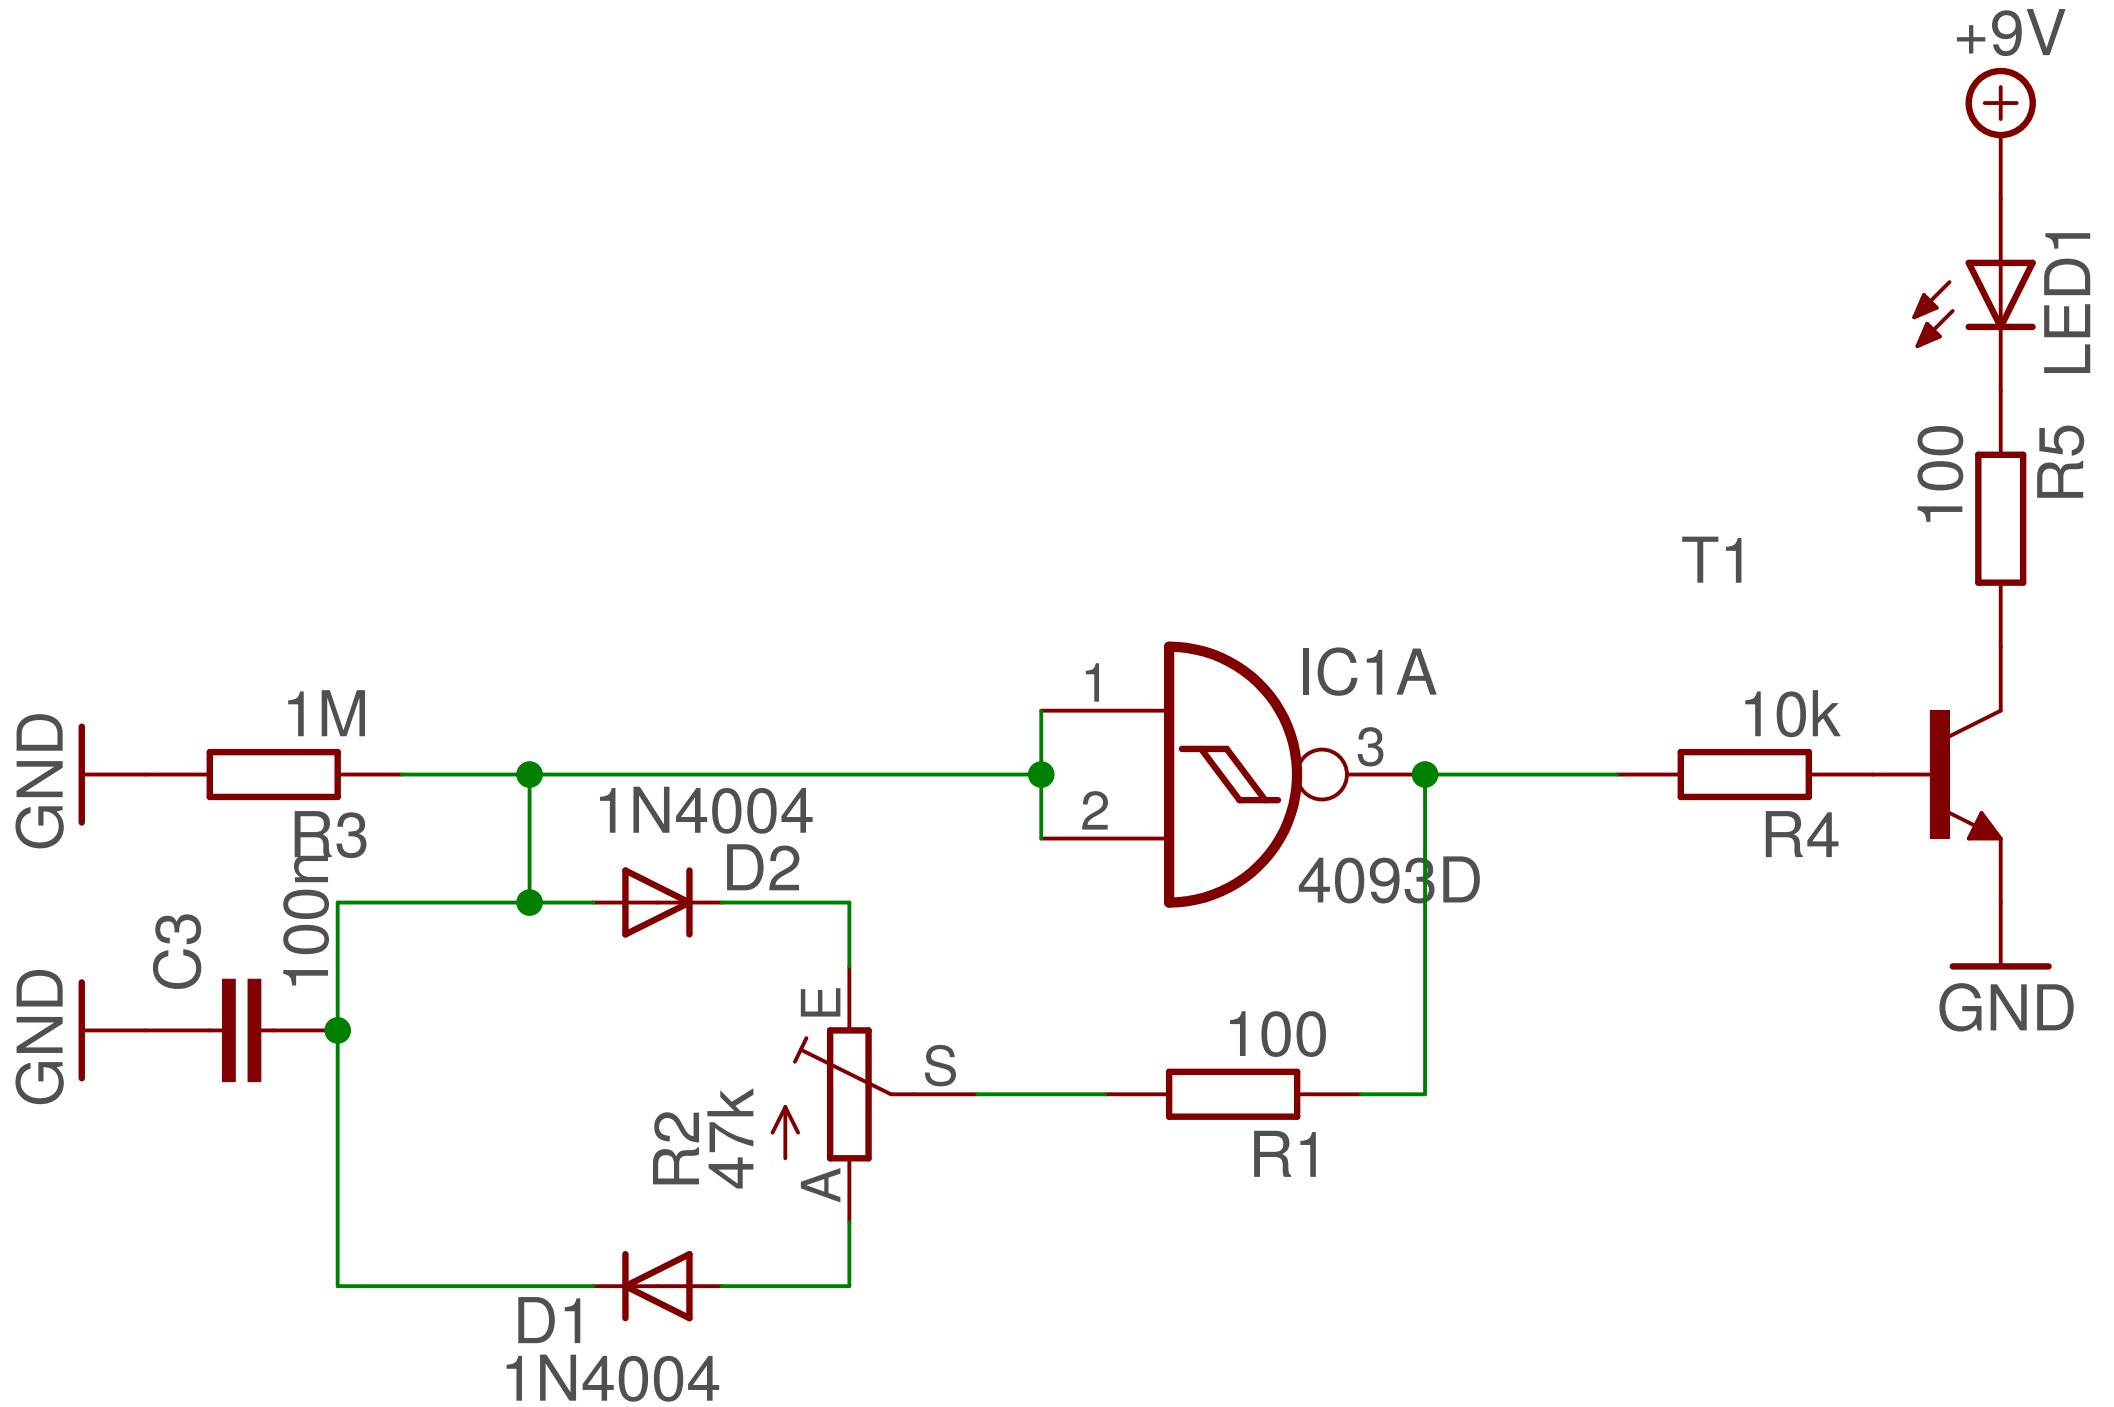 +9V
LED1
100
R5
T1
1
IC1A
1M
GND
3
10k
1N4004
2
R3
R4
D2
4093D
100n
C3
GND
E
S
100
GND
R2
47k
A
R1
D1
1N4004